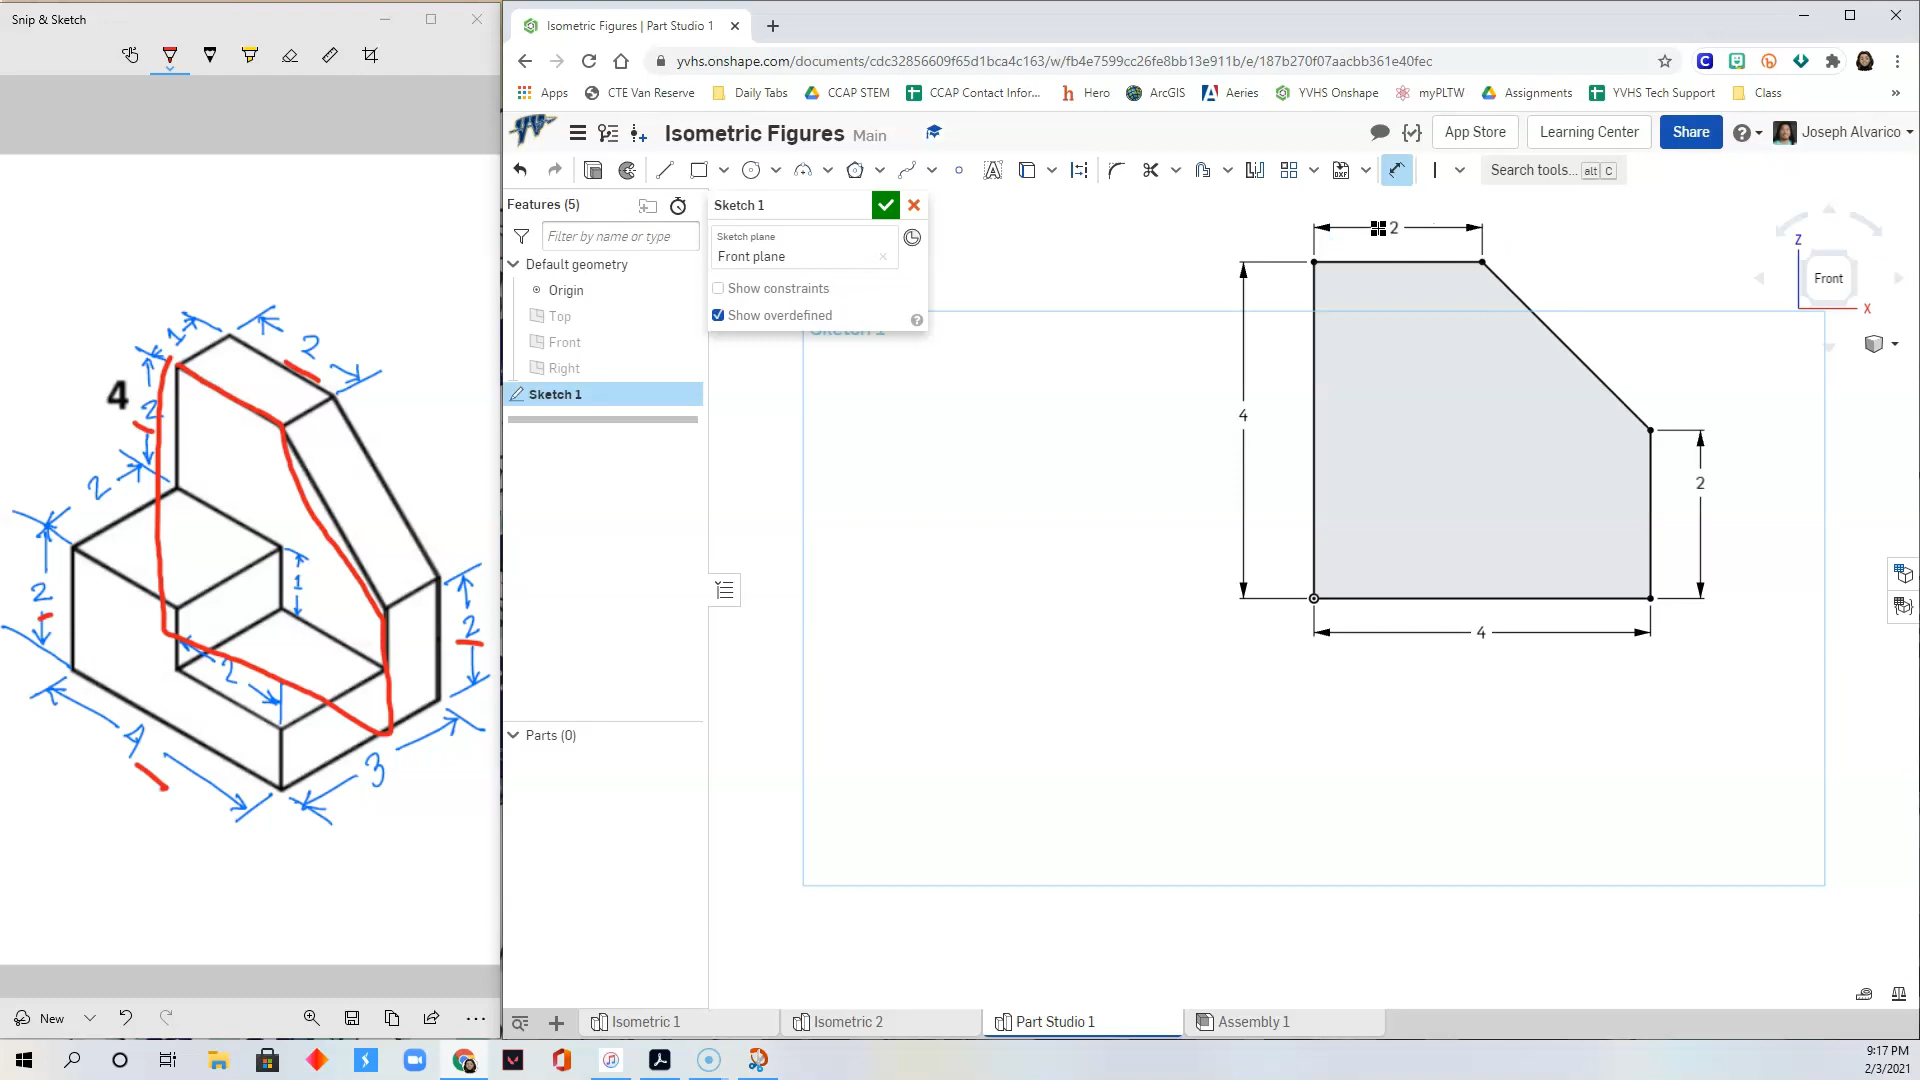 Snip & Sketch
Isometric Figures | Part Studio 1
yvhs.onshape.com/documents/cdc32856609f65d1bca4c163/w/fb4e7599cc26fe8bb13e911b/e/187b270f07aacbb361e40fec
Apps CTE Van Reserve Daily Tabs CCAP STEM CCAP Contact Infor... Hero ArcGIS Aeries YVHS Onshape myPLTW Assignments YVHS Tech Support Class »
Isometric Figures Main App Store Learning Center Share Joseph Alvarico
Search tools... alt C
Features (5)
Filter by name or type
Default geometry
Origin
Top
Front
Right
Sketch 1
Parts (0)
Sketch 1
Sketch plane
Front plane
Show constraints
Show overdefined
Sketch 1
2
4
2
4
Z
Front
X
1
2
4
2
2
2
1
2
2
4
3
New
Isometric 1
Isometric 2
Part Studio 1
Assembly 1
9:17 PM
2/3/2021